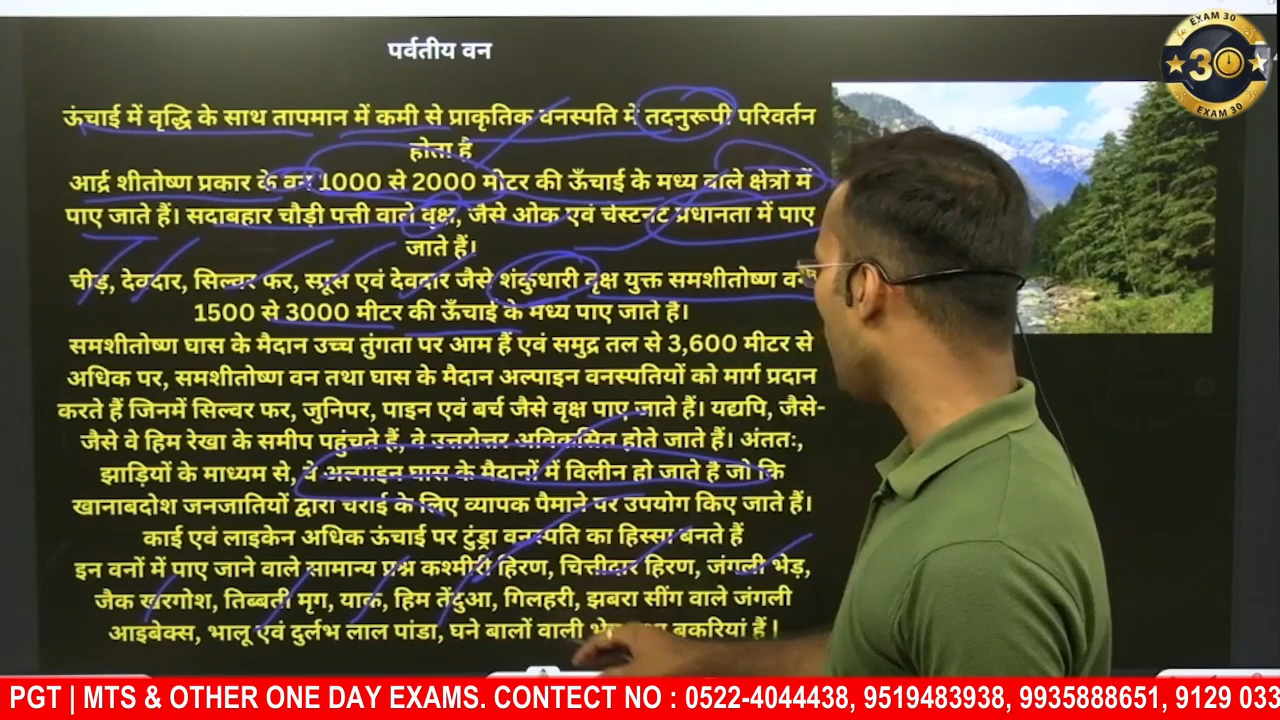 पर्वतीय वन
EXAM 30
30
EXAM 30
ऊंचाई में वृद्धि के साथ तापमान में कमी से प्राकृतिक वनस्पति में तदनुरूपी परिवर्तन
होता है
आर्द्र शीतोष्ण प्रकार के वन 1000 से 2000 मीटर की ऊँचाई के मध्य वाले क्षेत्रों में
पाए जाते हैं। सदाबहार चौड़ी पत्ती वाले वृक्ष, जैसे ओक एवं चेस्टनट प्रधानता में पाए
जाते हैं।
चीड़, देवदार, सिल्वर फर, स्प्रूस एवं देवदार जैसे शंकुधारी वृक्ष युक्त समशीतोष्ण वन
1500 से 3000 मीटर की ऊँचाई के मध्य पाए जाते हैं।
समशीतोष्ण घास के मैदान उच्च तुंगता पर आम हैं एवं समुद्र तल से 3,600 मीटर से
अधिक पर, समशीतोष्ण वन तथा घास के मैदान अल्पाइन वनस्पतियों को मार्ग प्रदान
करते हैं जिनमें सिल्वर फर, जुनिपर, पाइन एवं बर्च जैसे वृक्ष पाए जाते हैं। यद्यपि, जैसे-
जैसे वे हिम रेखा के समीप पहुंचते हैं, वे उत्तरोत्तर अविकसित होते जाते हैं। अंततः,
झाड़ियों के माध्यम से, वे अल्पाइन घास के मैदानों में विलीन हो जाते है जो कि
खानाबदोश जनजातियों द्वारा चराई के लिए व्यापक पैमाने पर उपयोग किए जाते हैं।
काई एवं लाइकेन अधिक ऊंचाई पर टुंड्रा वनस्पति का हिस्सा बनते हैं
इन वनों में पाए जाने वाले सामान्य प्रश्न कश्मीरी हिरण, चित्तीदार हिरण, जंगली भेड़,
जैक खरगोश, तिब्बती मृग, याक, हिम तेंदुआ, गिलहरी, झबरा सींग वाले जंगली
आइबेक्स, भालू एवं दुर्लभ लाल पांडा, घने बालों वाली बकरियां हैं |
PGT | MTS & OTHER ONE DAY EXAMS. CONTECT NO : 0522-4044438, 9519483938, 9935888651, 9129 033